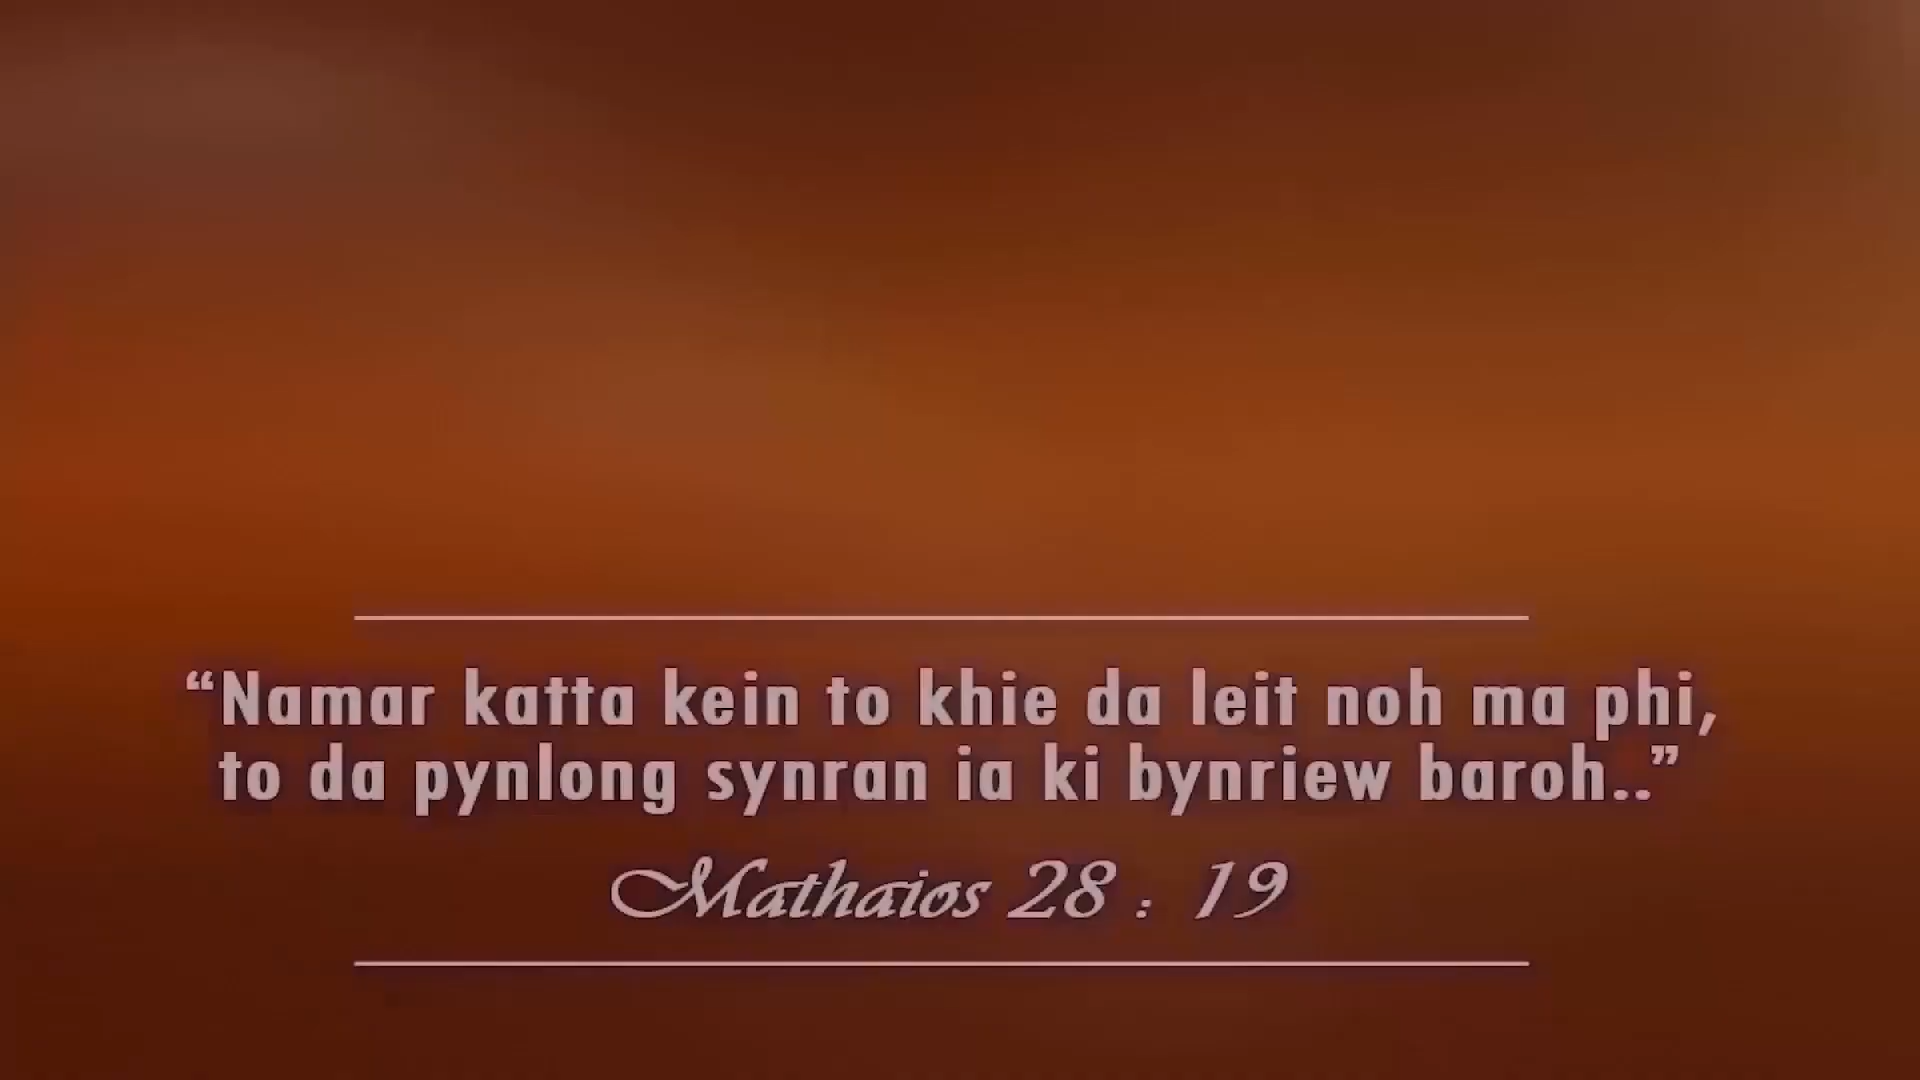 “Namar katta kein to khie da leit noh ma phi,
to da pynlong synran ia ki bynriew baroh..”
Mathaios 28 : 19